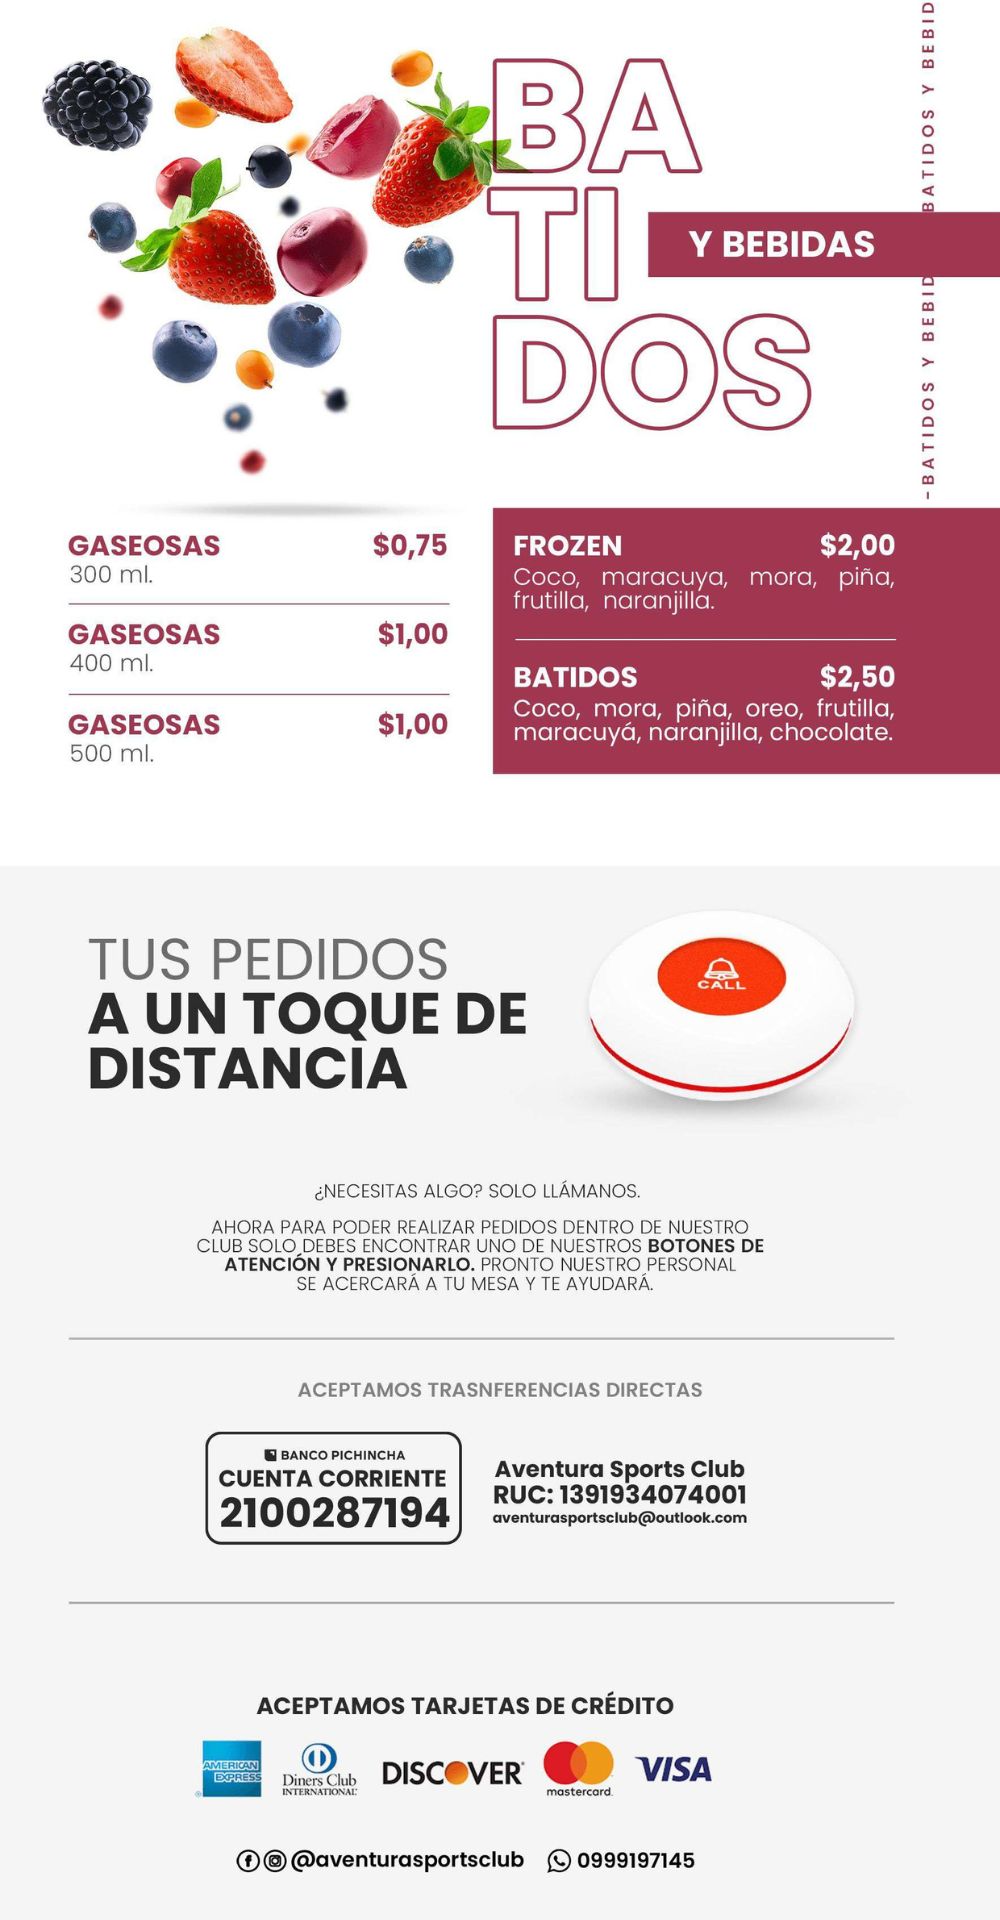 BA
TI
DOS
Y BEBIDAS
-BATIDOS Y BEBID
BATIDOS Y BEBID
GASEOSAS $0,75
300 ml.
GASEOSAS $1,00
400 ml.
GASEOSAS $1,00
500 ml.
FROZEN $2,00
Coco, maracuya, mora, piña,
frutilla, naranjilla.
BATIDOS $2,50
Coco, mora, piña, oreo, frutilla,
maracuyá, naranjilla, chocolate.
TUS PEDIDOS
A UN TOQUE DE
DISTANCIA
CALL
¿NECESITAS ALGO? SOLO LLÁMANOS.
AHORA PARA PODER REALIZAR PEDIDOS DENTRO DE NUESTRO
CLUB SOLO DEBES ENCONTRAR UNO DE NUESTROS BOTONES DE
ATENCIÓN Y PRESIONARLO. PRONTO NUESTRO PERSONAL
SE ACERCARÁ A TU MESA Y TE AYUDARÁ.
ACEPTAMOS TRASNFERENCIAS DIRECTAS
BANCO PICHINCHA
CUENTA CORRIENTE
2100287194
Aventura Sports Club
RUC: 1391934074001
aventurasportsclub@outlook.com
ACEPTAMOS TARJETAS DE CRÉDITO
AMERICAN
EXPRESS
Diners Club
INTERNATIONAL
DISCOVER
mastercard.
VISA
@aventurasportsclub 0999197145